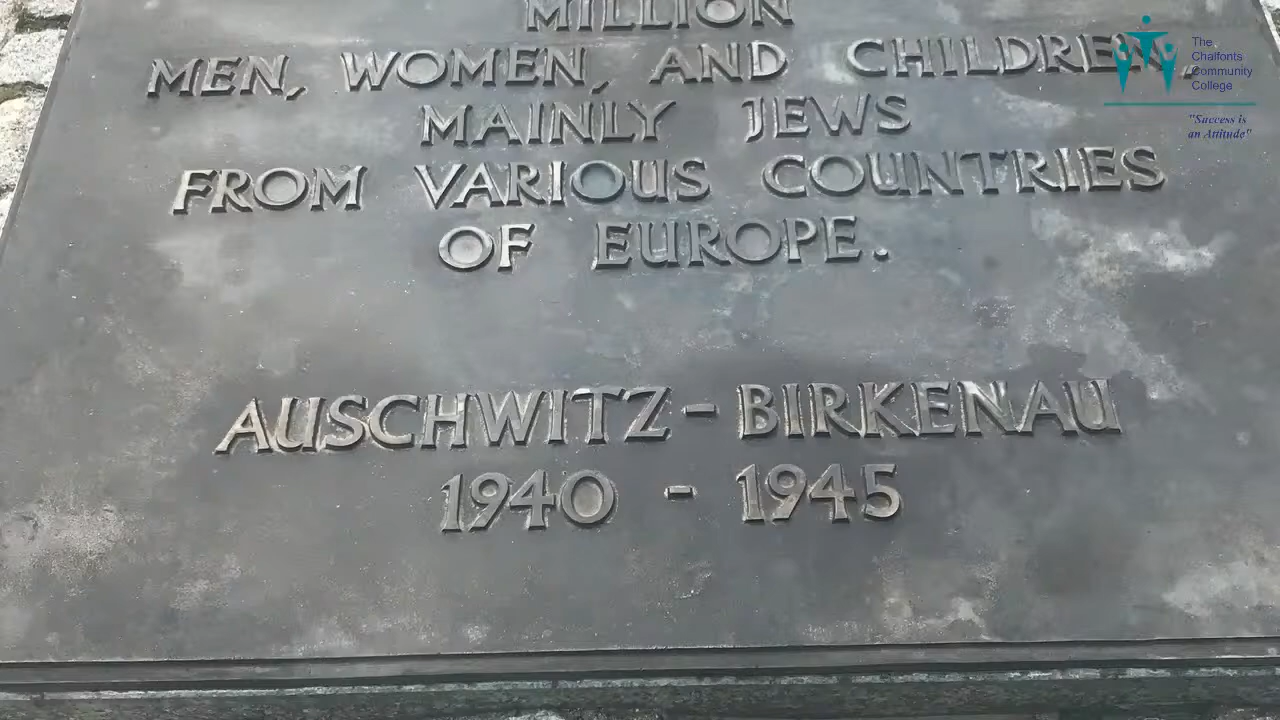 MILLION
MEN, WOMEN, AND CHILDREN,
MAINLY JEWS
FROM VARIOUS COUNTRIES
OF EUROPE.
AUSCHWITZ - BIRKENAU
1940 - 1945
The
Chalfonts
Community
College
"Success is
an Attitude"